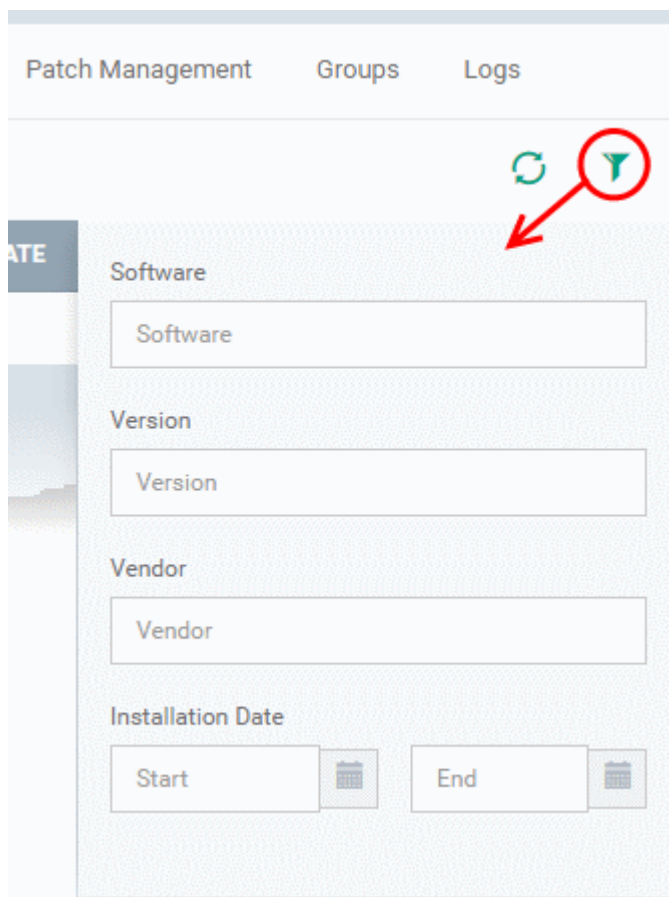 Patch Management Groups Logs
ATE
Software
Software
Version
Version
Vendor
Vendor
Installation Date
Start End